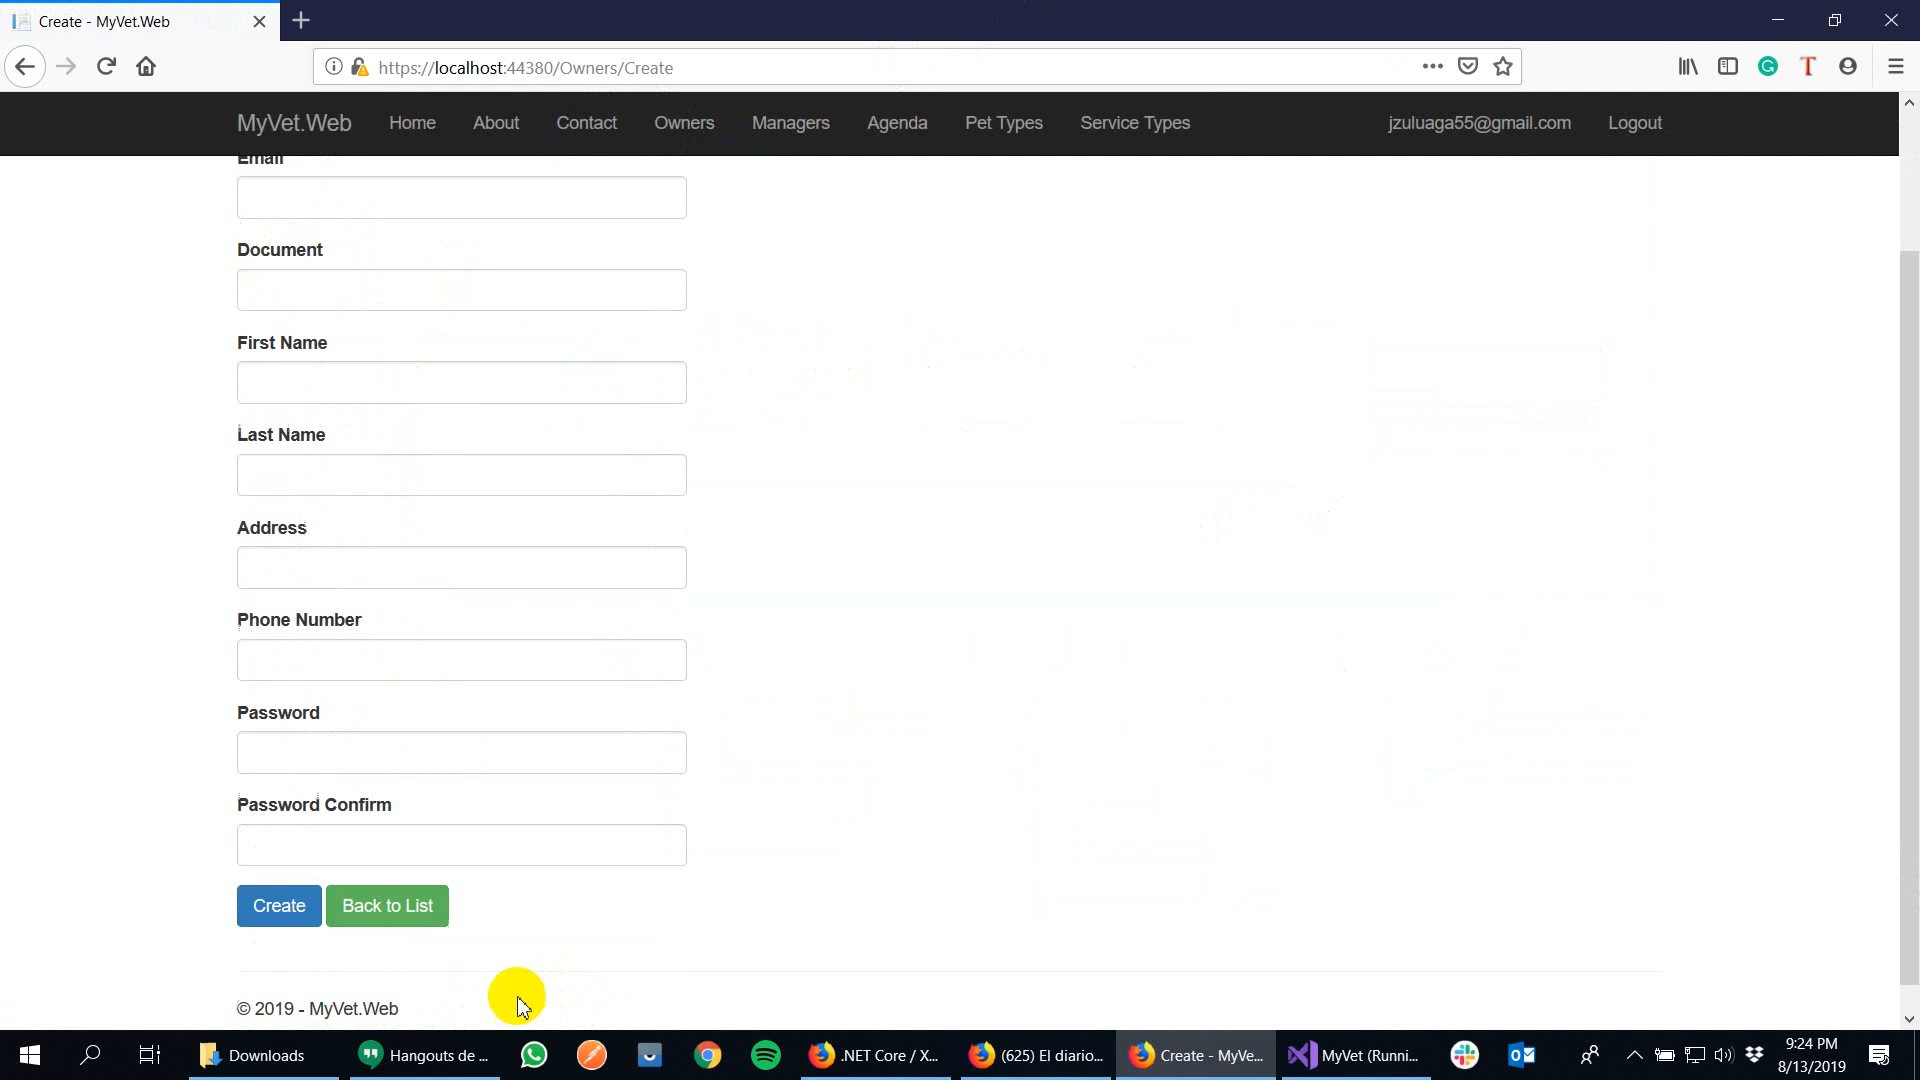 Create - MyVet.Web
https://localhost:44380/Owners/Create
MyVet.Web Home About Contact Owners Managers Agenda Pet Types Service Types jzuluaga55@gmail.com Logout
Email
Document
First Name
Last Name
Address
Phone Number
Password
Password Confirm
Create Back to List
© 2019 - MyVet.Web
Downloads Hangouts de ... .NET Core / X... (625) El diario... Create - MyVe... MyVet (Runni... 9:24 PM
8/13/2019